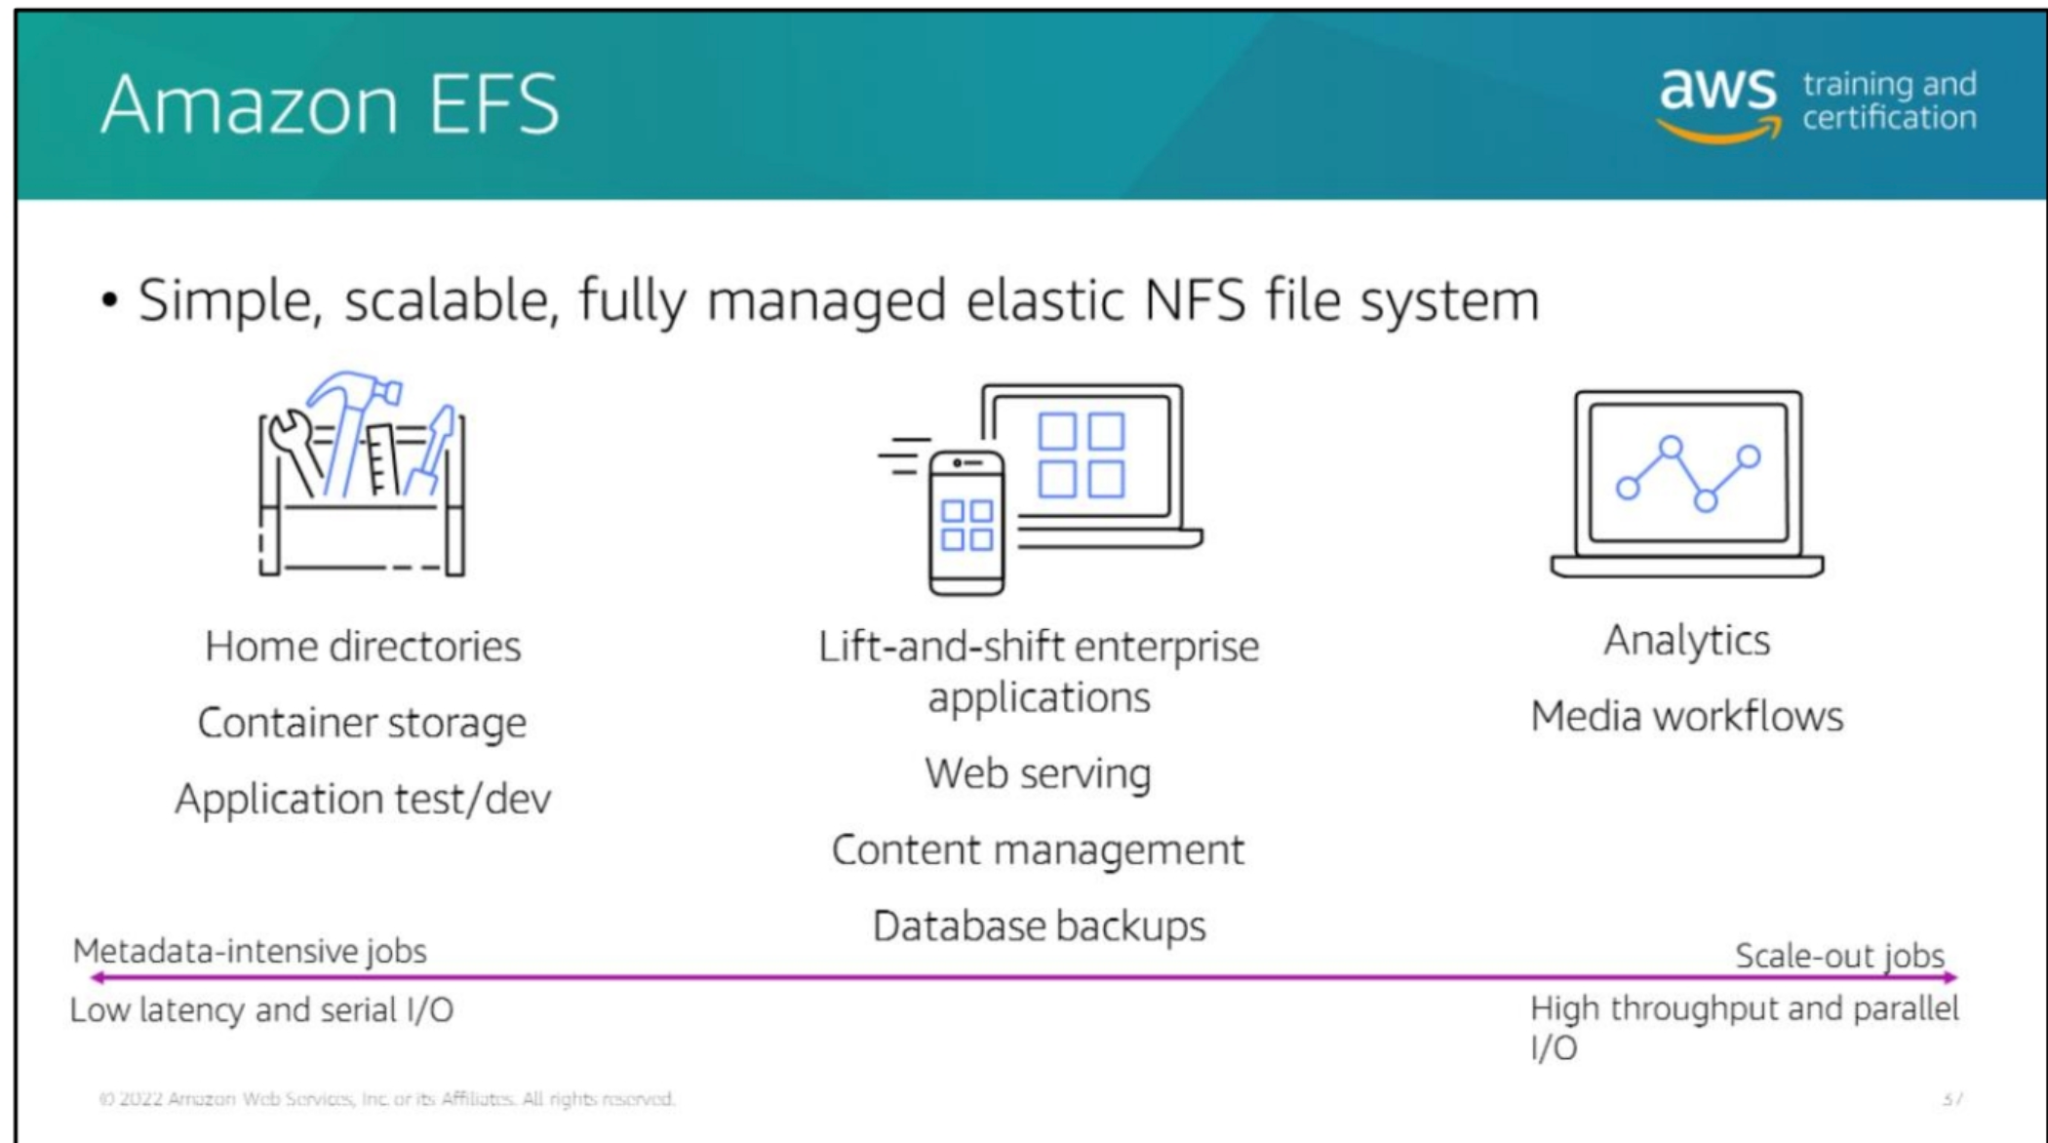 Amazon EFS
aws training and
certification
• Simple, scalable, fully managed elastic NFS file system
Home directories
Container storage
Application test/dev
Lift-and-shift enterprise
applications
Web serving
Content management
Database backups
Analytics
Media workflows
Metadata-intensive jobs
Low latency and serial I/O
Scale-out jobs
High throughput and parallel
I/O
© 2022 Amazon Web Services, Inc. or its Affiliates. All rights reserved.
37